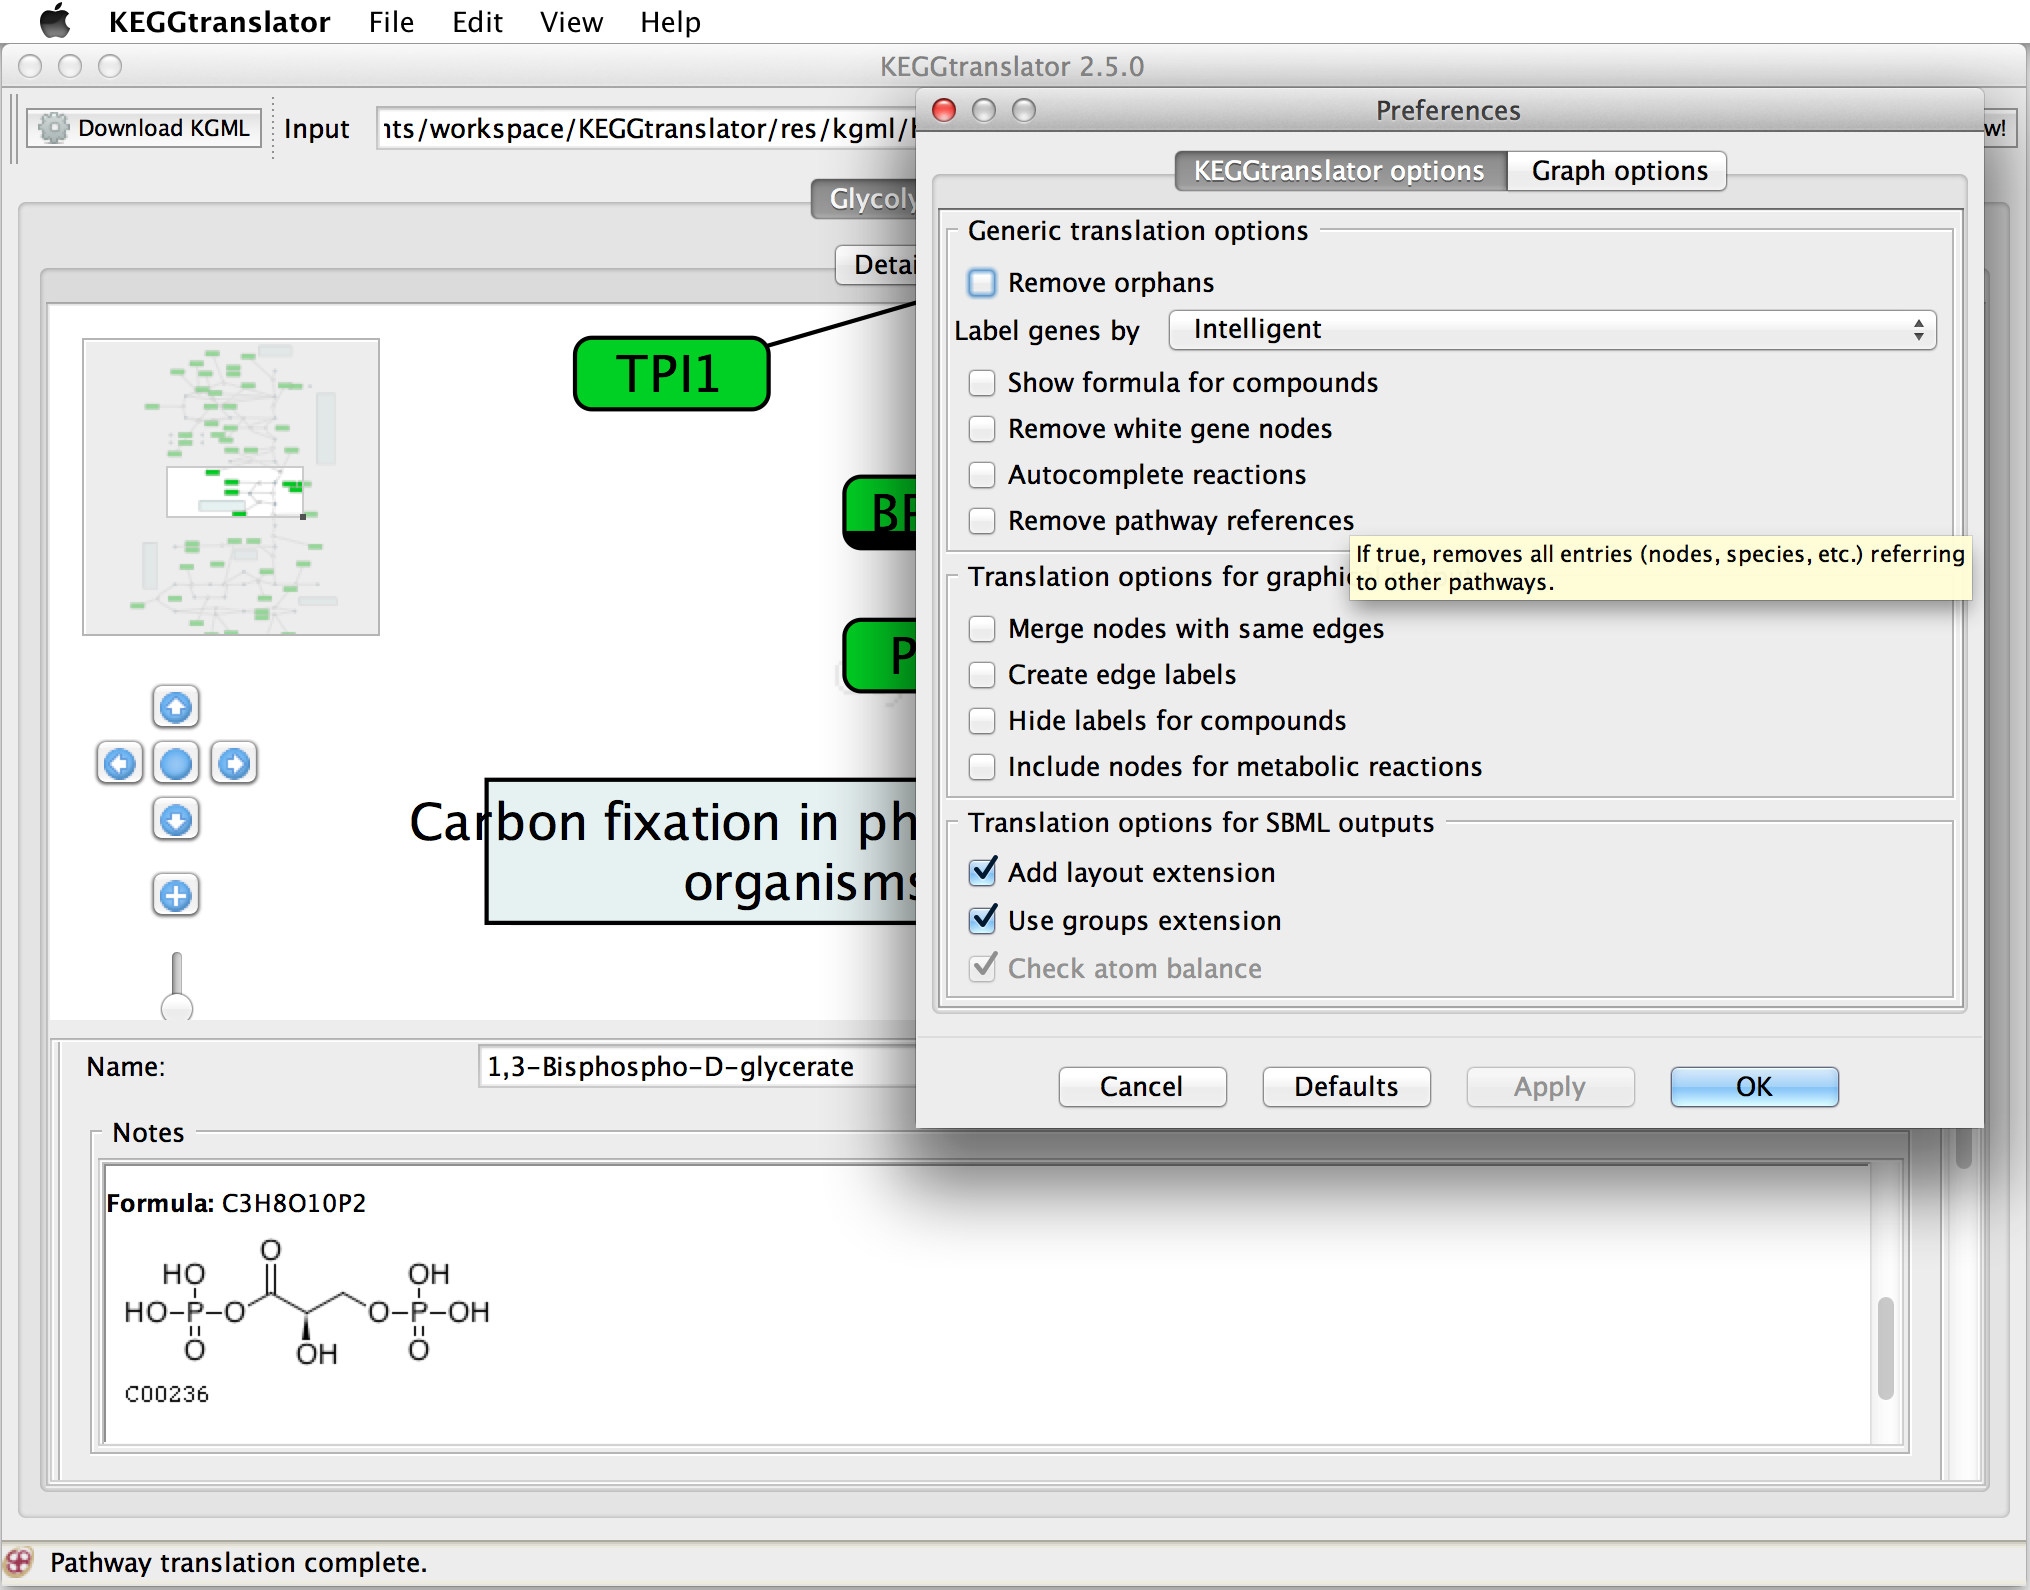 KEGGtranslator File Edit View Help
KEGGtranslator 2.5.0
Download KGML Input nts/workspace/KEGGtranslator/res/kgml/ w!
Glycoly
Detai
TPI1
BP
P
Carbon fixation in ph
organisms
Preferences
KEGGtranslator options Graph options
Generic translation options
Remove orphans
Label genes by Intelligent
Show formula for compounds
Remove white gene nodes
Autocomplete reactions
Remove pathway references
If true, removes all entries (nodes, species, etc.) referring
to other pathways.
Translation options for graphi
Merge nodes with same edges
Create edge labels
Hide labels for compounds
Include nodes for metabolic reactions
Translation options for SBML outputs
Add layout extension
Use groups extension
Check atom balance
Cancel Defaults Apply OK
Name: 1,3-Bisphospho-D-glycerate
Notes
Formula: C3H8O10P2
O
HO OH
HO P O O P OH
O OH O
C00236
Pathway translation complete.